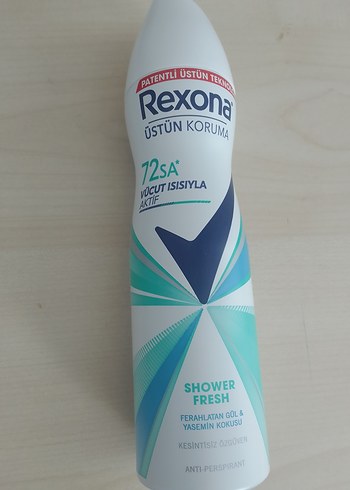 PATENTLİ ÜSTÜN TEKNO
Rexona
ÜSTÜN KORUMA
72SA*
VÜCUT ISISIYLA
AKTİF
SHOWER
FRESH
FERAHLATAN GÜL &
YASEMİN KOKUSU
KESİNTİSİZ ÖZGÜVEN
ANTI-PERSPIRANT